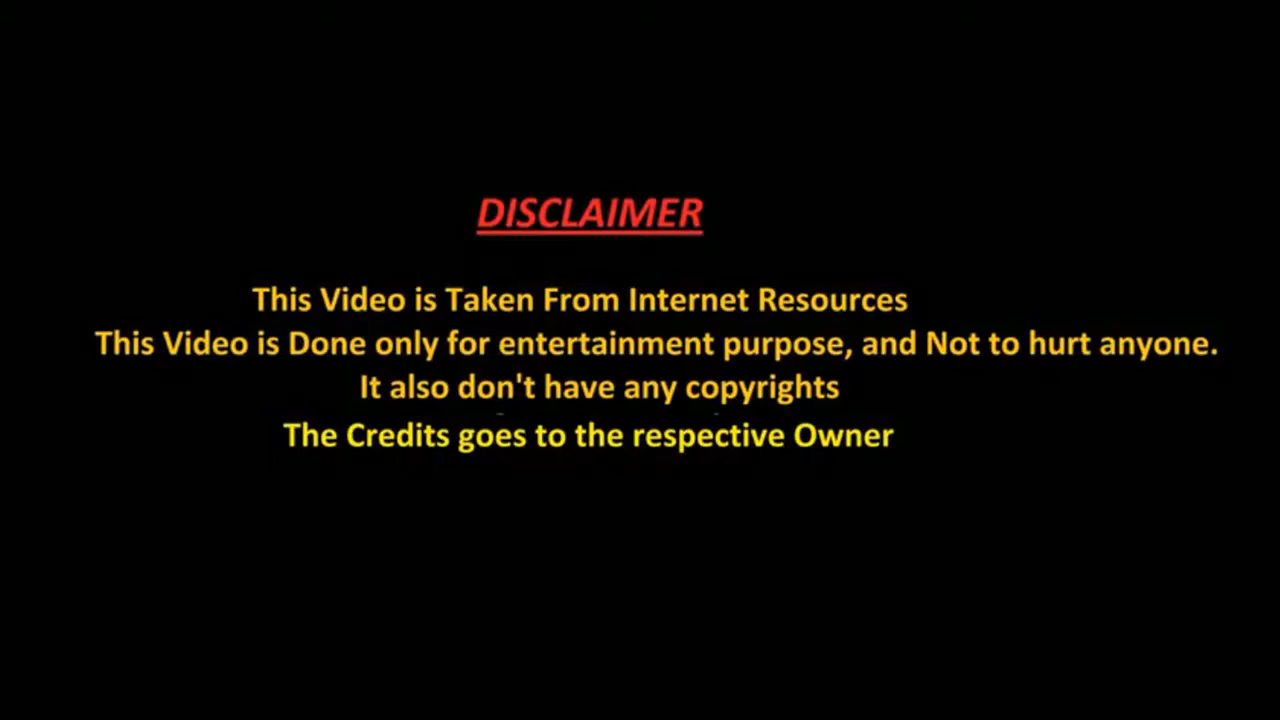 DISCLAIMER
This Video is Taken From Internet Resources
This Video is Done only for entertainment purpose, and Not to hurt anyone.
It also don't have any copyrights
The Credits goes to the respective Owner